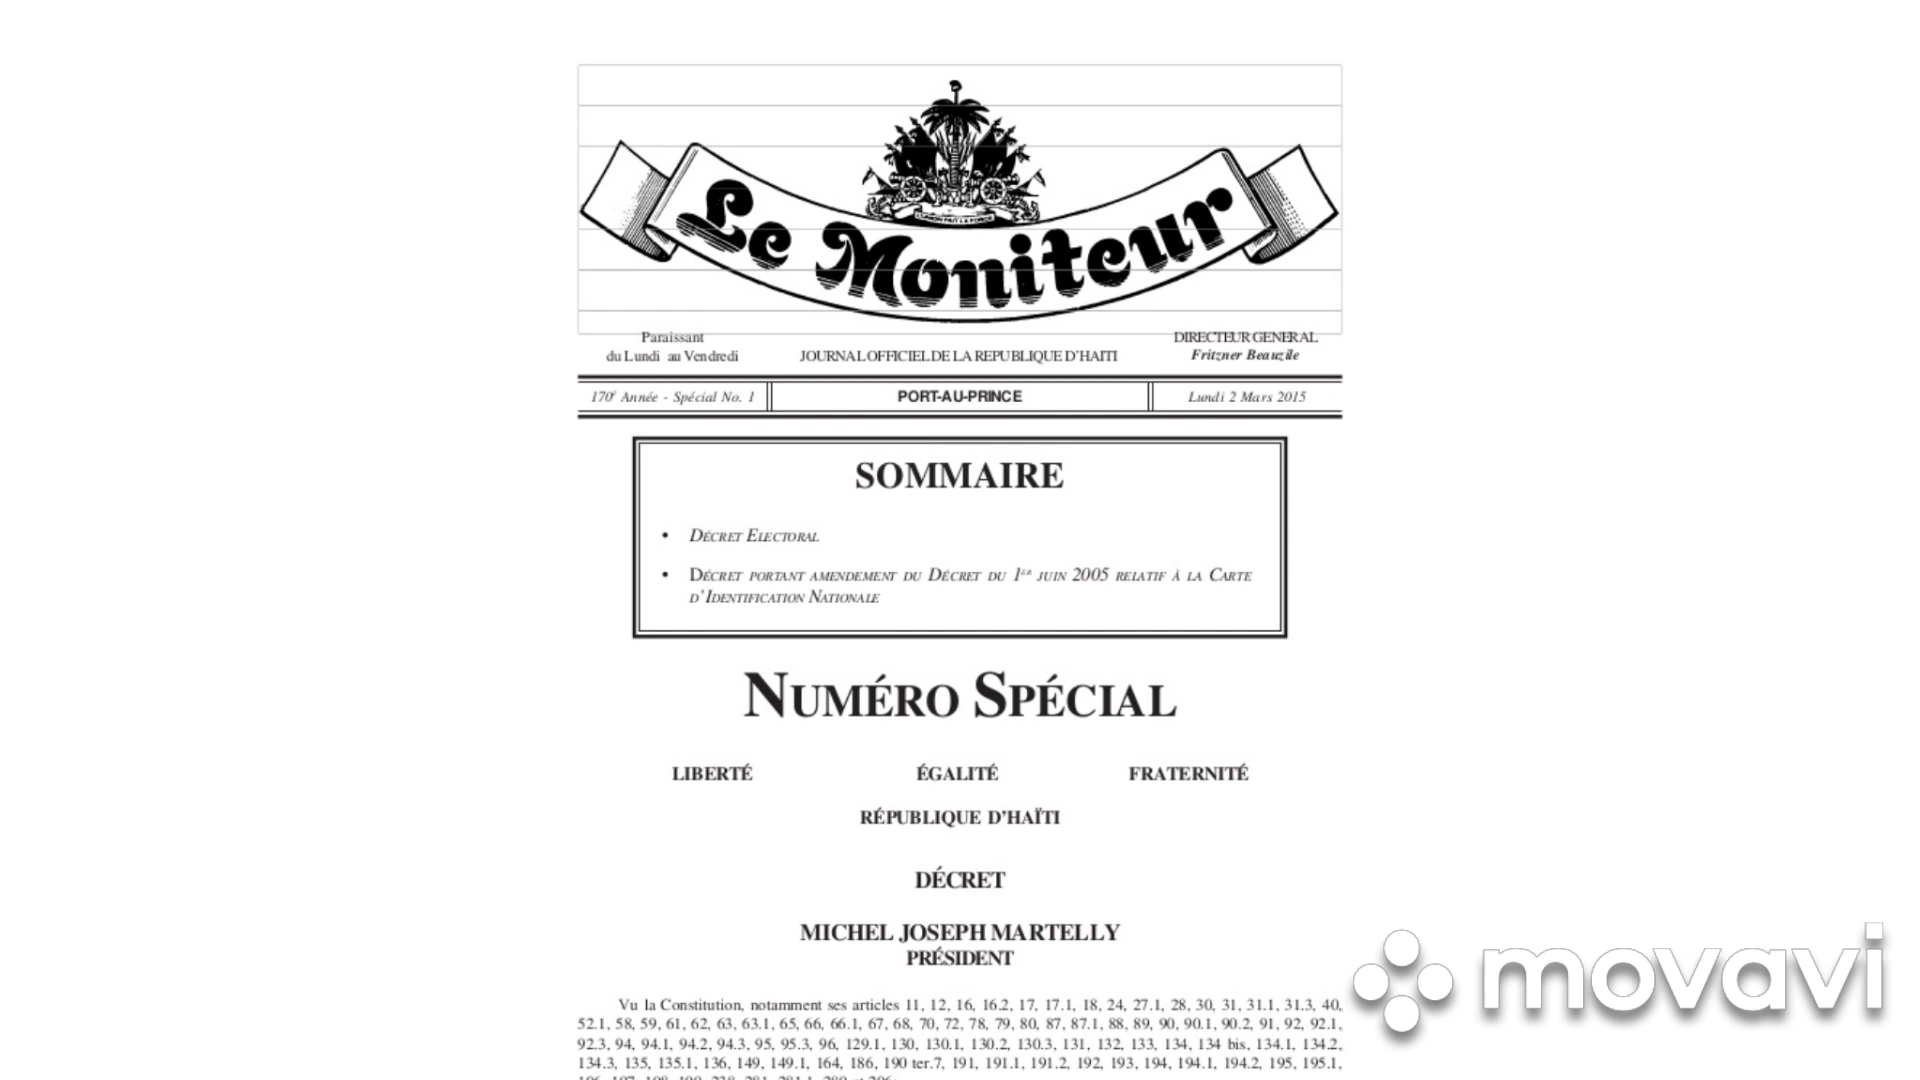 L'UNION FAIT LA FORCE
Le Moniteur
Paraissant
du Lundi au Vendredi
JOURNAL OFFICIEL DE LA REPUBLIQUE D'HAITI
DIRECTEUR GENERAL
Fritzner Beauzile
170e Année - Spécial No. 1
PORT-AU-PRINCE
Lundi 2 Mars 2015
SOMMAIRE
• DÉCRET ELECTORAL
• DÉCRET PORTANT AMENDEMENT DU DÉCRET DU 1ER JUIN 2005 RELATIF À LA CARTE
D'IDENTIFICATION NATIONALE
NUMÉRO SPÉCIAL
LIBERTÉ ÉGALITÉ FRATERNITÉ
RÉPUBLIQUE D'HAÏTI
DÉCRET
MICHEL JOSEPH MARTELLY
PRÉSIDENT
Vu la Constitution, notamment ses articles 11, 12, 16, 16.2, 17, 17.1, 18, 24, 27.1, 28, 30, 31, 31.1, 31.3, 40,
52.1, 58, 59, 61, 62, 63, 63.1, 65, 66, 66.1, 67, 68, 70, 72, 78, 79, 80, 87, 87.1, 88, 89, 90, 90.1, 90.2, 91, 92, 92.1,
92.3, 94, 94.1, 94.2, 94.3, 95, 95.3, 96, 129.1, 130, 130.1, 130.2, 130.3, 131, 132, 133, 134, 134 bis, 134.1, 134.2,
134.3, 135, 135.1, 136, 149, 149.1, 164, 186, 190 ter.7, 191, 191.1, 191.2, 192, 193, 194, 194.1, 194.2, 195, 195.1,
movavi